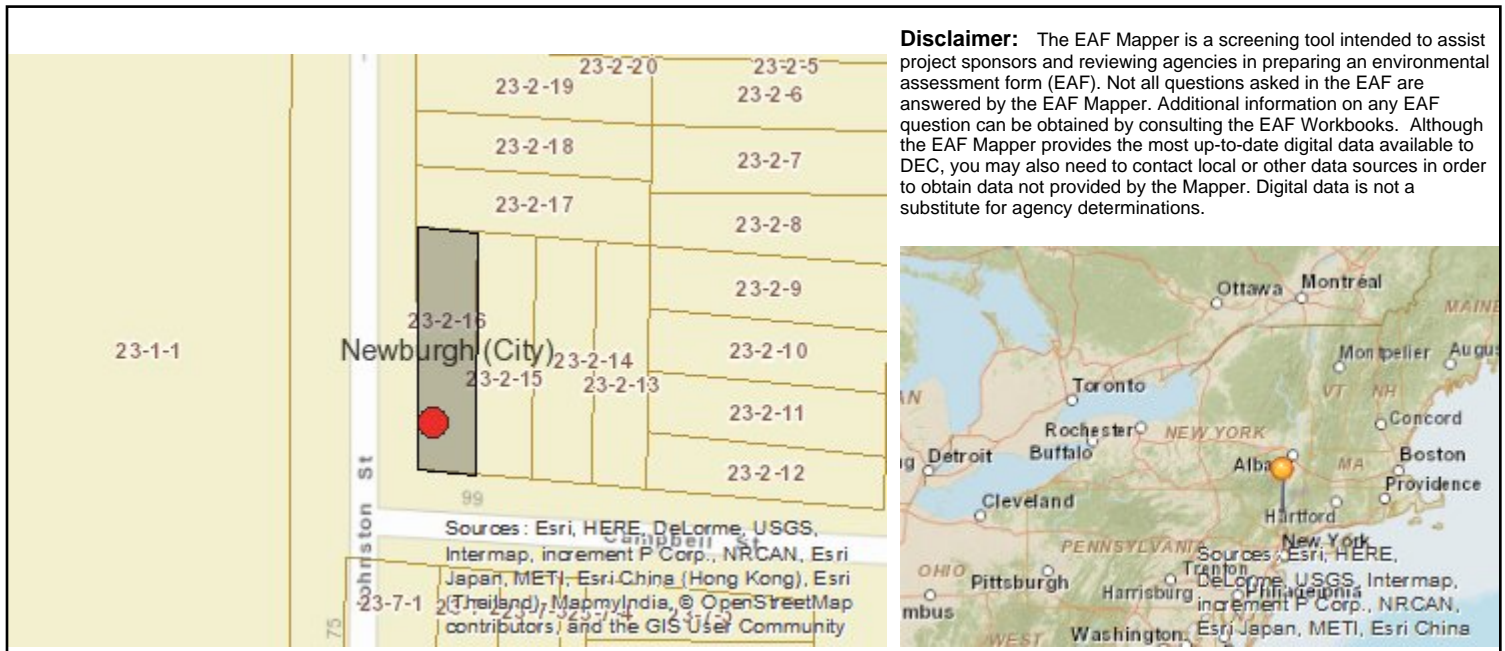 Disclaimer: The EAF Mapper is a screening tool intended to assist
project sponsors and reviewing agencies in preparing an environmental
assessment form (EAF). Not all questions asked in the EAF are
answered by the EAF Mapper. Additional information on any EAF
question can be obtained by consulting the EAF Workbooks. Although
the EAF Mapper provides the most up-to-date digital data available to
DEC, you may also need to contact local or other data sources in order
to obtain data not provided by the Mapper. Digital data is not a
substitute for agency determinations.
23-2-20
23-2-5
23-2-19
23-2-6
23-2-18
23-2-7
23-2-17
23-2-8
23-2-9
23-2-16
23-1-1
Newburgh (City)
23-2-14
23-2-10
23-2-15
23-2-13
23-2-11
23-2-12
99
Johnston St
Campbell St
Sources: Esri, HERE, DeLorme, USGS,
Intermap, increment P Corp., NRCAN, Esri
Japan, METI, Esri China (Hong Kong), Esri
(Thailand), MapmyIndia, © OpenStreetMap
contributors, and the GIS User Community
23-7-1
75
Ottawa
Montréal
MAINE
Montpelier
Augus
VT
NH
Toronto
Concord
Rochester
NEW YORK
Buffalo
Detroit
Alba
MA
Boston
Providence
Cleveland
Hartford
New York
PENNSYLVANIA
OHIO
Pittsburgh
Trenton
Harrisburg
Philadelphia
mbus
WEST
Washington
Sources: Esri, HERE,
DeLorme, USGS, Intermap,
increment P Corp., NRCAN,
Esri Japan, METI, Esri China